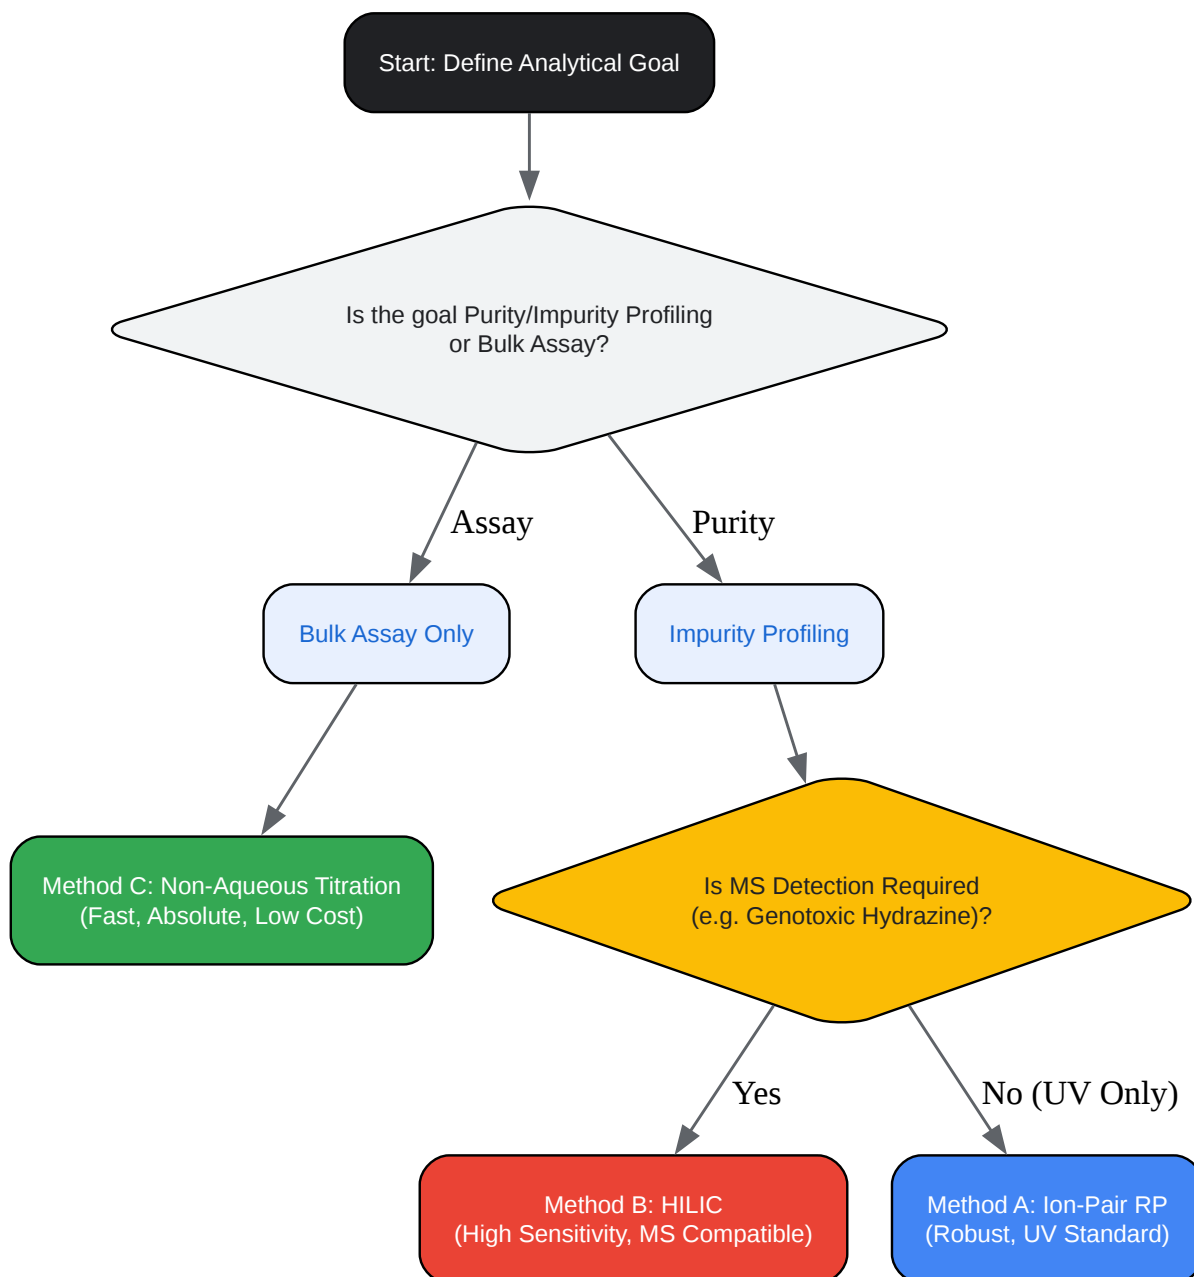 Start: Define Analytical Goal
Is the goal Purity/Impurity Profiling
or Bulk Assay?
Assay
Purity
Bulk Assay Only
Impurity Profiling
Method C: Non-Aqueous Titration
(Fast, Absolute, Low Cost)
Is MS Detection Required
(e.g. Genotoxic Hydrazine)?
Yes
No (UV Only)
Method B: HILIC
(High Sensitivity, MS Compatible)
Method A: Ion-Pair RP
(Robust, UV Standard)